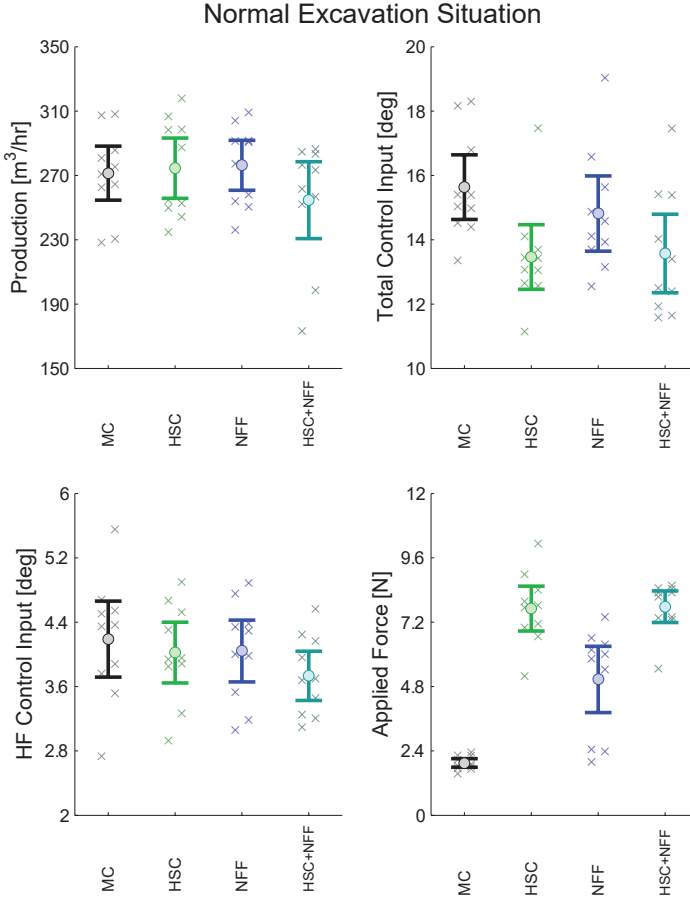 Normal Excavation Situation
Production [m³/hr]
350
310
270
230
190
150
MC
HSC
NFF
HSC+NFF
Total Control Input [deg]
20
18
16
14
12
10
MC
HSC
NFF
HSC+NFF
HF Control Input [deg]
6
5.2
4.4
3.6
2.8
2
MC
HSC
NFF
HSC+NFF
Applied Force [N]
12
9.6
7.2
4.8
2.4
0
MC
HSC
NFF
HSC+NFF